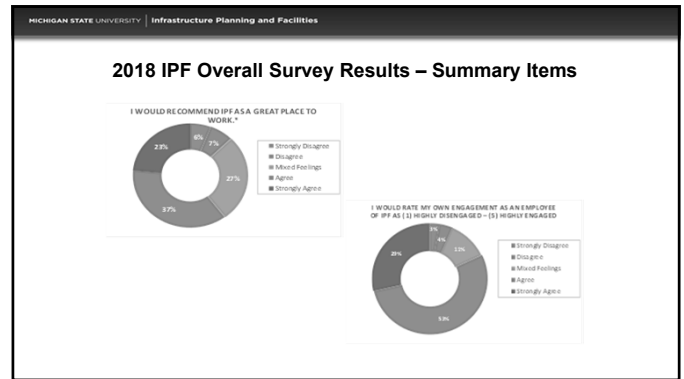 MICHIGAN STATE UNIVERSITY | Infrastructure Planning and Facilities
2018 IPF Overall Survey Results – Summary Items
I WOULD RECOMMEND IPF AS A GREAT PLACE TO
WORK.*
6%
7%
23%
27%
37%
Strongly Disagree
Disagree
Mixed Feelings
Agree
Strongly Agree
I WOULD RATE MY OWN ENGAGEMENT AS AN EMPLOYEE
OF IPF AS (1) HIGHLY DISENGAGED – (5) HIGHLY ENGAGED
3%
4%
53%
Strongly Disagree
Disagree
Mixed Feelings
Agree
Strongly Agree